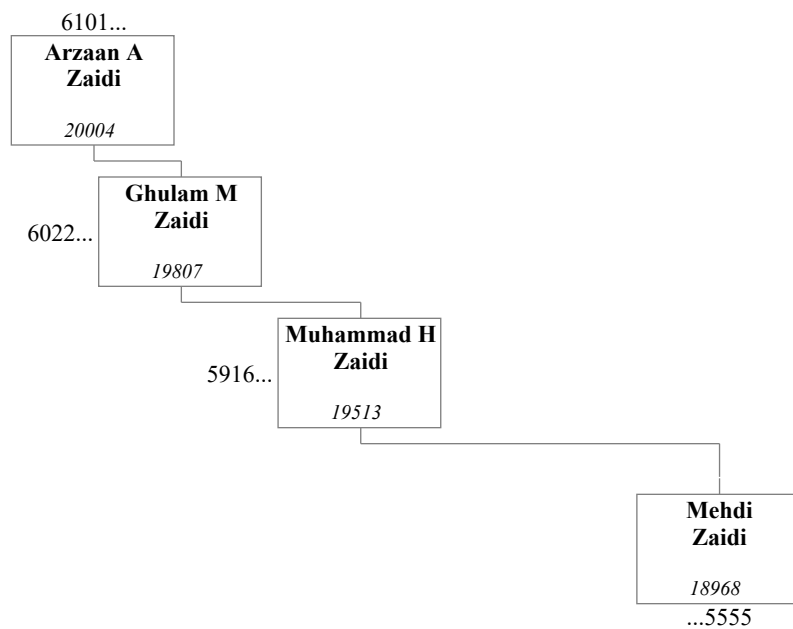 6101...
Arzaan A
Zaidi
20004
Ghulam M
Zaidi
6022...
19807
Muhammad H
Zaidi
5916...
19513
Mehdi
Zaidi
18968
...5555